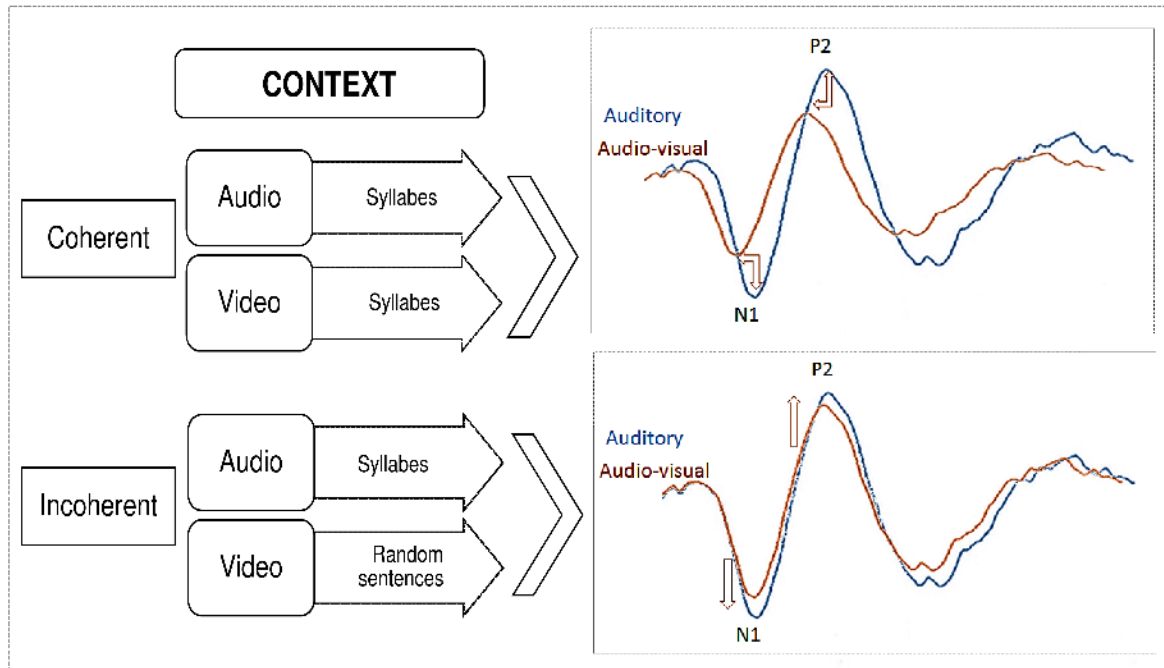 CONTEXT
Coherent
Audio
Syllabes
Video
Syllabes
P2
Auditory
Audio-visual
N1
Incoherent
Audio
Syllabes
Video
Random
sentences
P2
Auditory
Audio-visual
N1